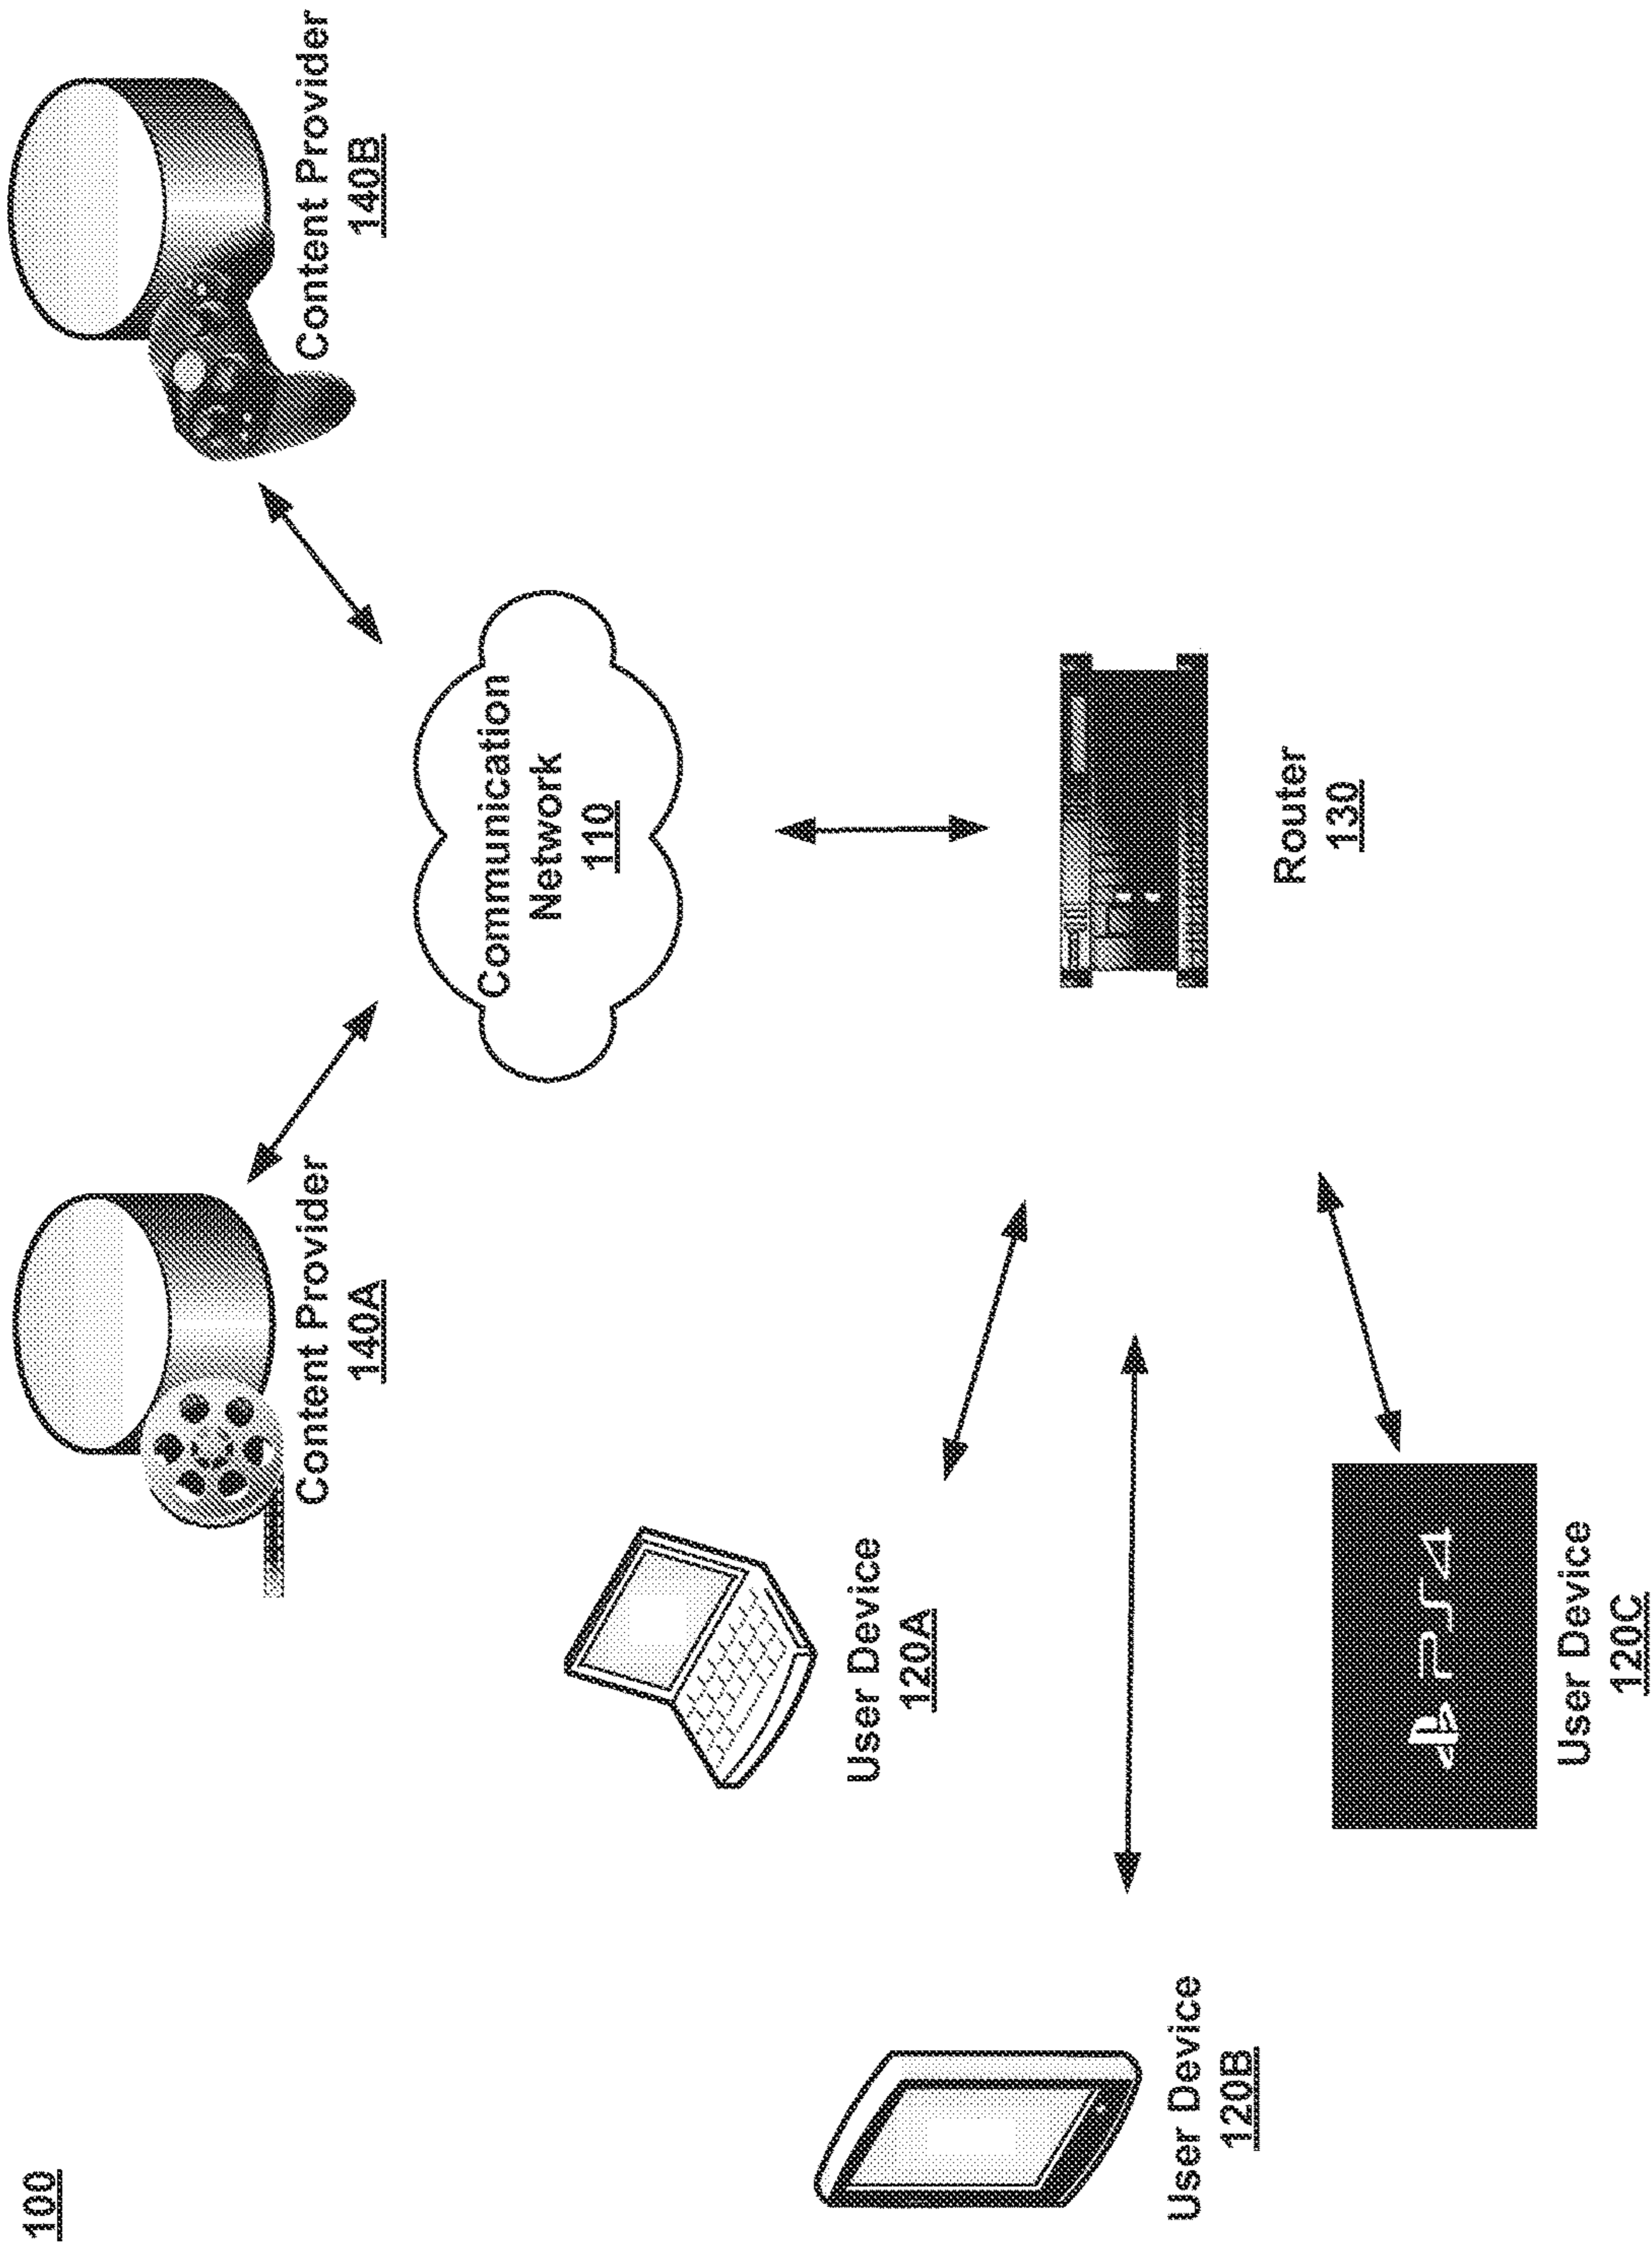 100
Content Provider
140A
Content Provider
140B
Communication
Network
110
User Device
120A
User Device
120B
Router
130
PS4
User Device
120C